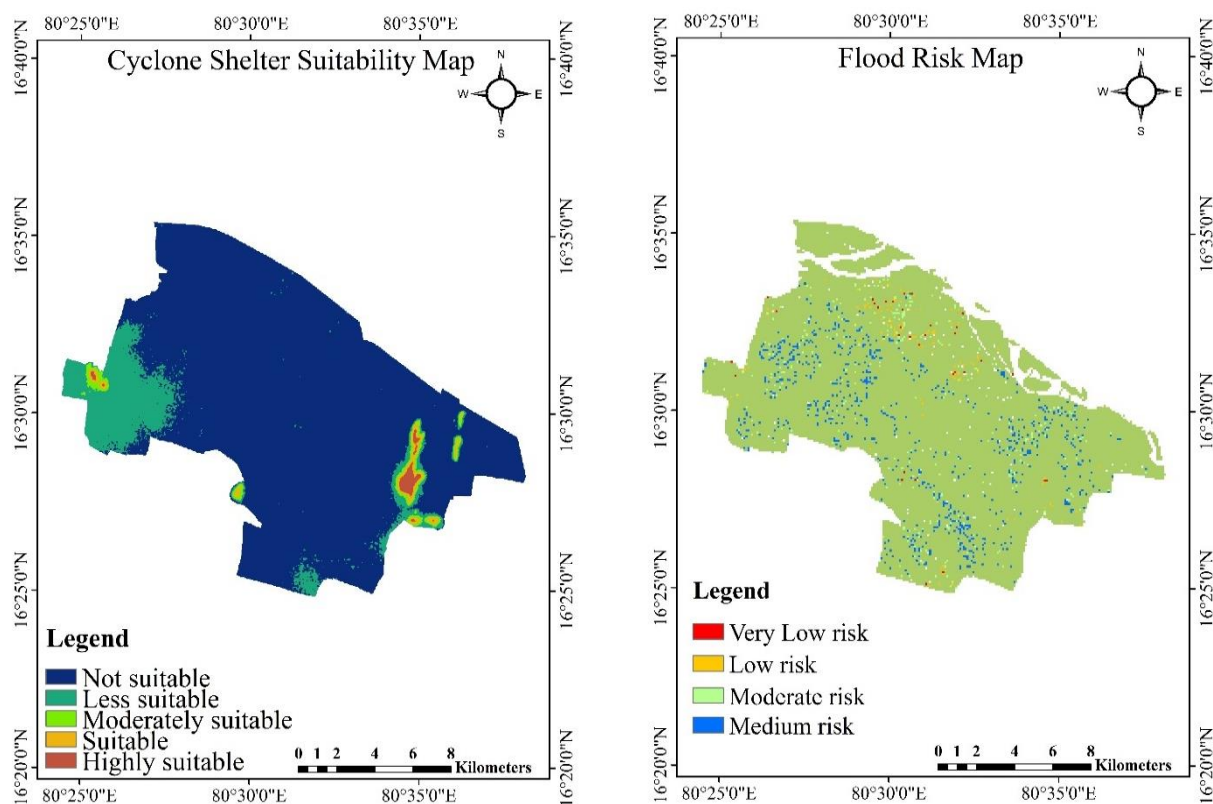 80°25'0"E 80°30'0"E 80°35'0"E
Cyclone Shelter Suitability Map
N
W E
S
16°40'0"N 16°40'0"N
16°35'0"N 16°35'0"N
16°30'0"N 16°30'0"N
16°25'0"N 16°25'0"N
16°20'0"N 16°20'0"N
Legend
Not suitable
Less suitable
Moderately suitable
Suitable
Highly suitable
0 1 2 4 6 8
Kilometers
80°25'0"E 80°30'0"E 80°35'0"E
80°25'0"E 80°30'0"E 80°35'0"E
Flood Risk Map
N
W E
S
16°40'0"N 16°40'0"N
16°35'0"N 16°35'0"N
16°30'0"N 16°30'0"N
16°25'0"N 16°25'0"N
16°20'0"N 16°20'0"N
Legend
Very Low risk
Low risk
Moderate risk
Medium risk
0 1 2 4 6 8
Kilometers
80°25'0"E 80°30'0"E 80°35'0"E